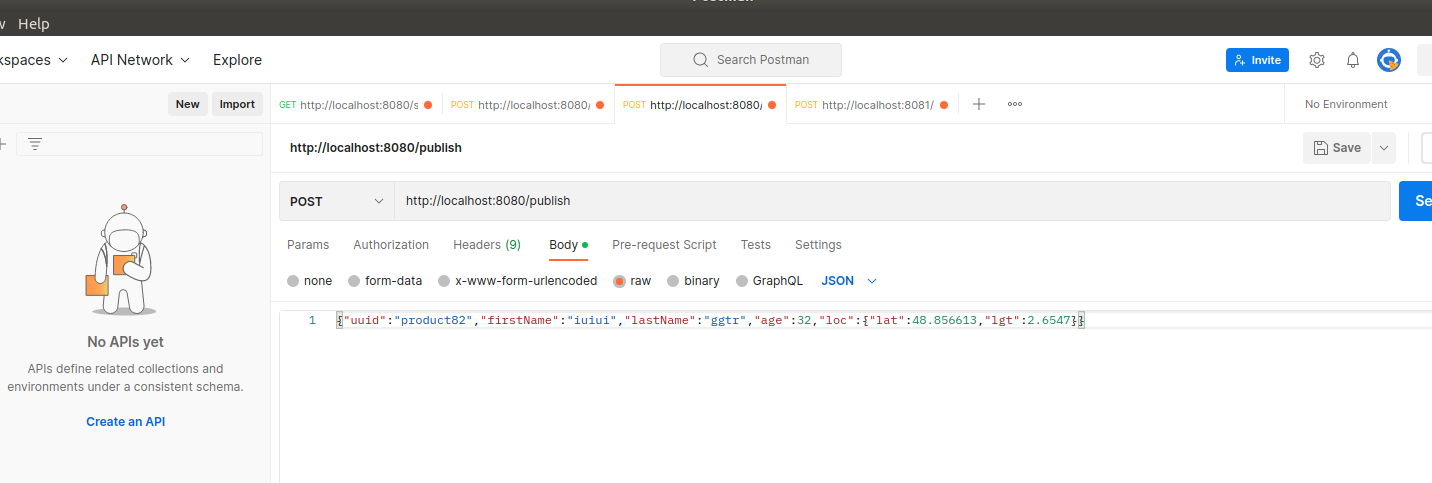 Help
API Network
Explore
Search Postman
Invite
New
Import
GET http://localhost:8080/s
POST http://localhost:8080/
POST http://localhost:8080/
POST http://localhost:8081/
No Environment
http://localhost:8080/publish
Save
POST
http://localhost:8080/publish
Params
Authorization
Headers (9)
Body
Pre-request Script
Tests
Settings
none
form-data
x-www-form-urlencoded
raw
binary
GraphQL
JSON
1
{"uuid":"product82","firstName":"iuiui","lastName":"ggtr","age":32,"loc":{"lat":48.856613,"lgt":2.6547}}
No APIs yet
APIs define related collections and
environments under a consistent schema.
Create an API